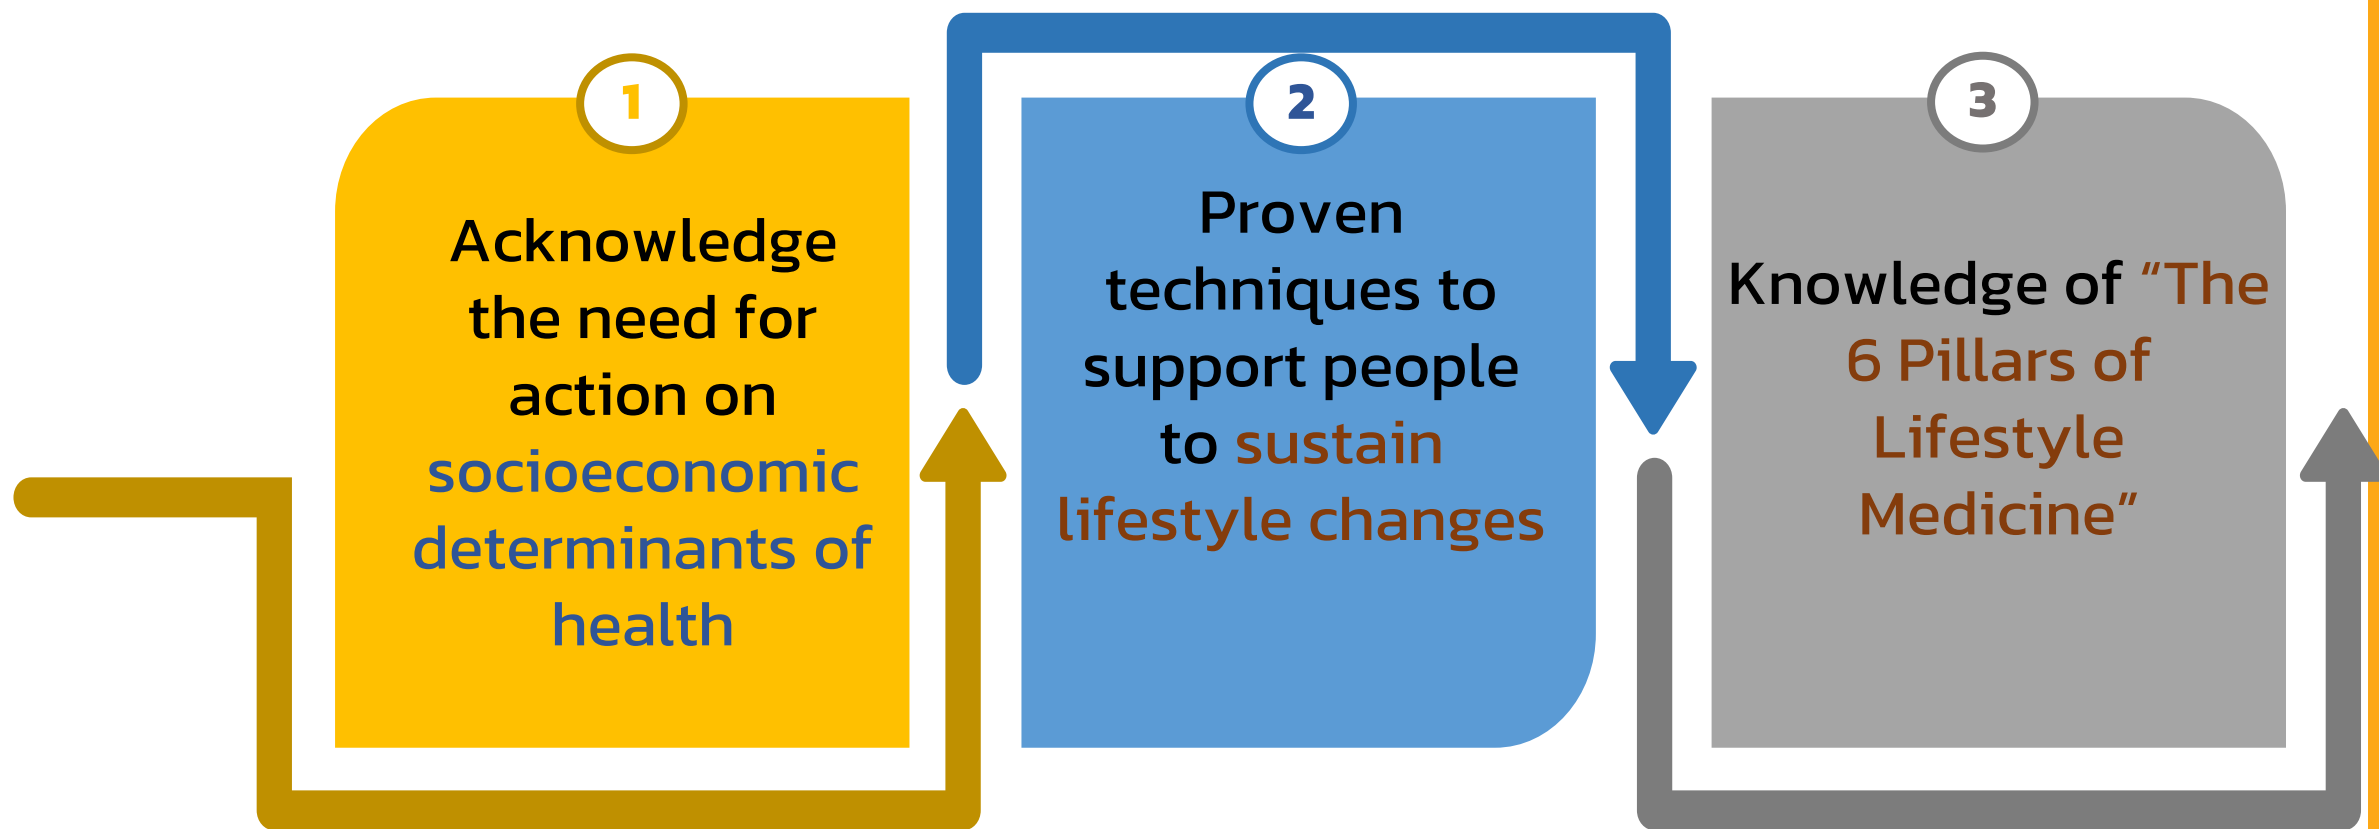 1
Acknowledge
the need for
action on
socioeconomic
determinants of
health
2
Proven
techniques to
support people
to sustain
lifestyle changes
3
Knowledge of “The
6 Pillars of
Lifestyle
Medicine”